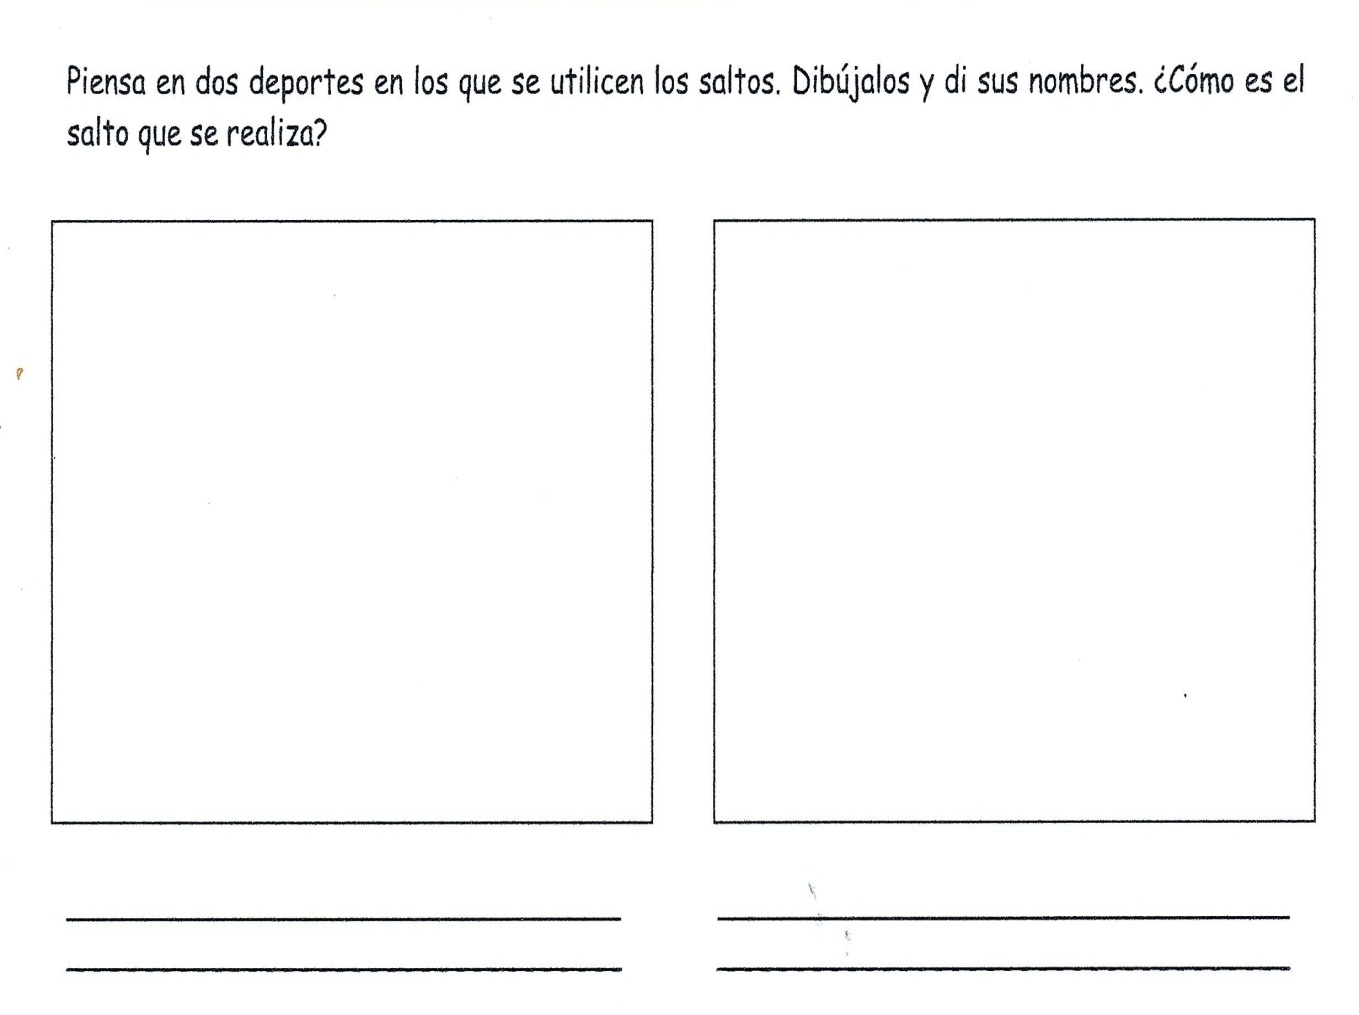 Piensa en dos deportes en los que se utilicen los saltos. Dibújalos y di sus nombres. ¿Cómo es el
salto que se realiza?